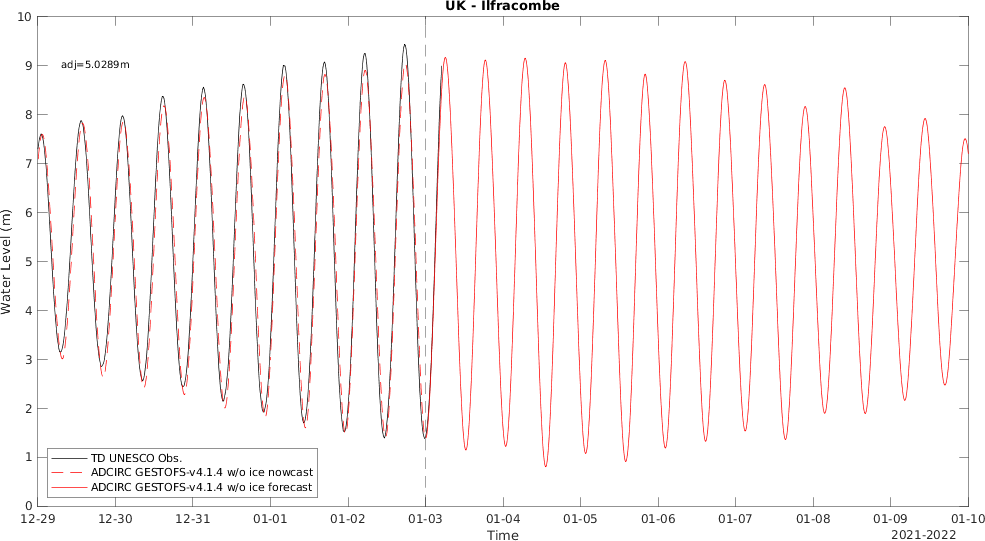 UK - Ilfracombe
10
9
8
7
6
5
4
3
2
1
0
adj=5.0289m
Water Level (m)
TD UNESCO Obs.
ADCIRC GESTOFS-v4.1.4 w/o ice nowcast
ADCIRC GESTOFS-v4.1.4 w/o ice forecast
12-29 12-30 12-31 01-01 01-02 01-03 01-04 01-05 01-06 01-07 01-08 01-09 01-10
Time
2021-2022